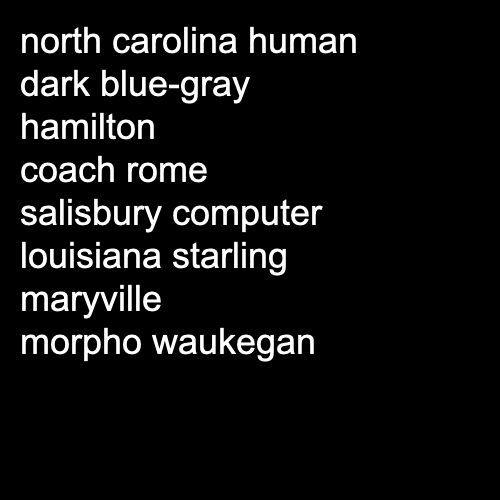 north carolina human
dark blue-gray
hamilton
coach rome
salisbury computer
louisiana starling
maryville
morpho waukegan